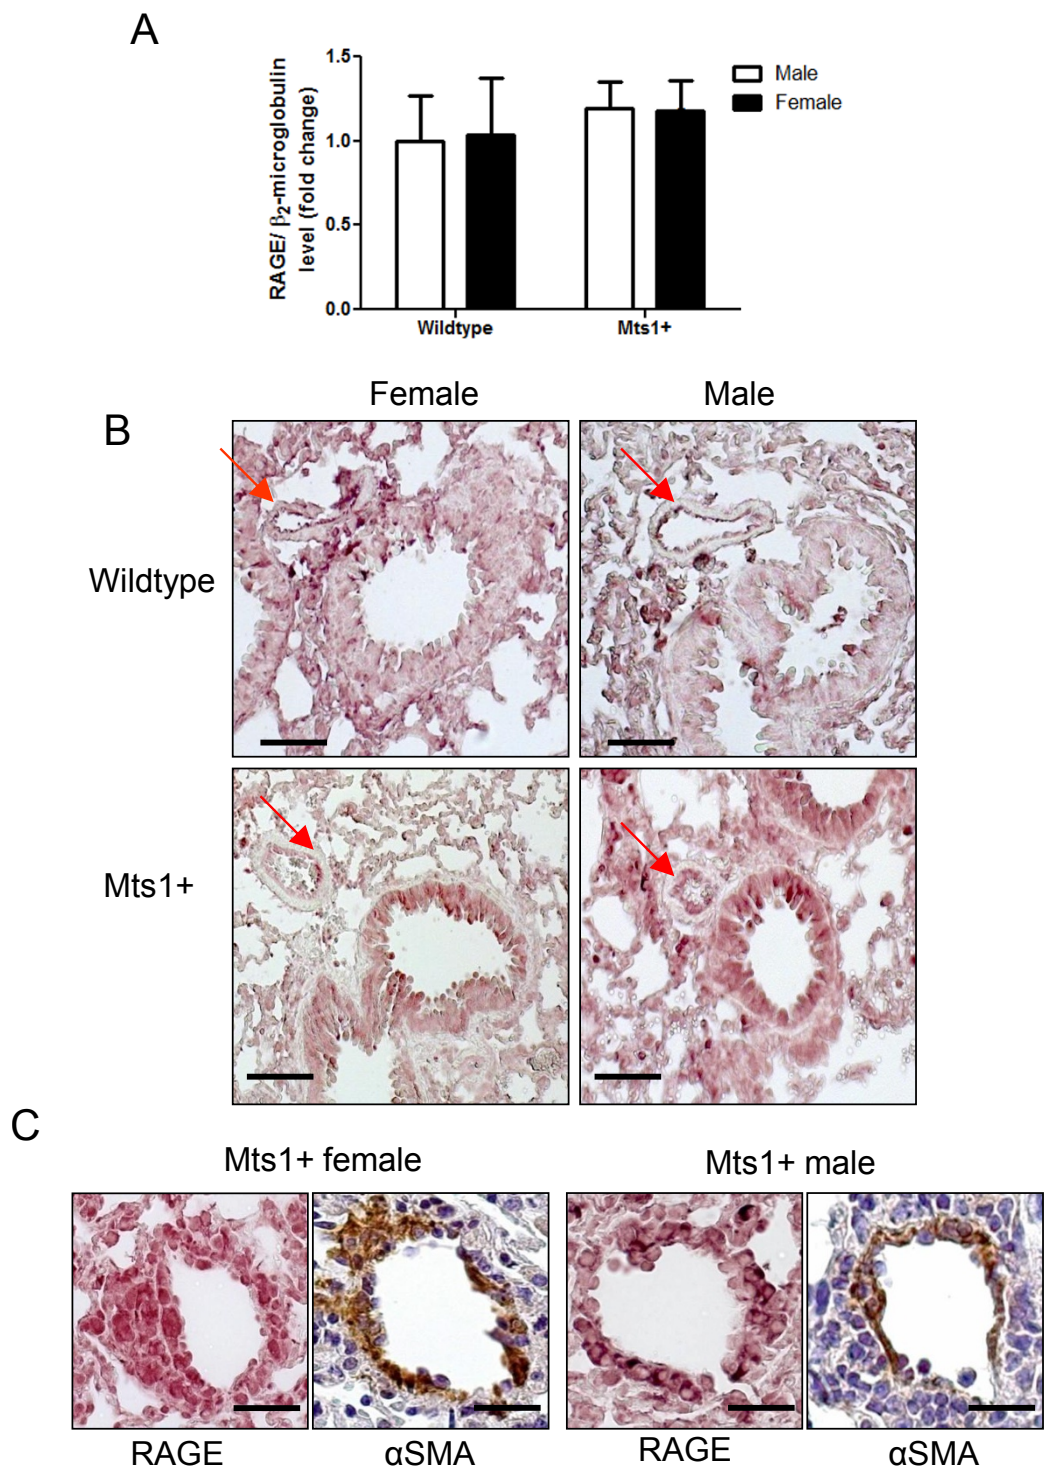 A
RAGE/ β2-microglobulin
level (fold change)
1.5
1.0
0.5
0.0
Wildtype
Mts1+
Male
Female
B
Female
Male
Wildtype
Mts1+
C
Mts1+ female
Mts1+ male
RAGE
αSMA
RAGE
αSMA